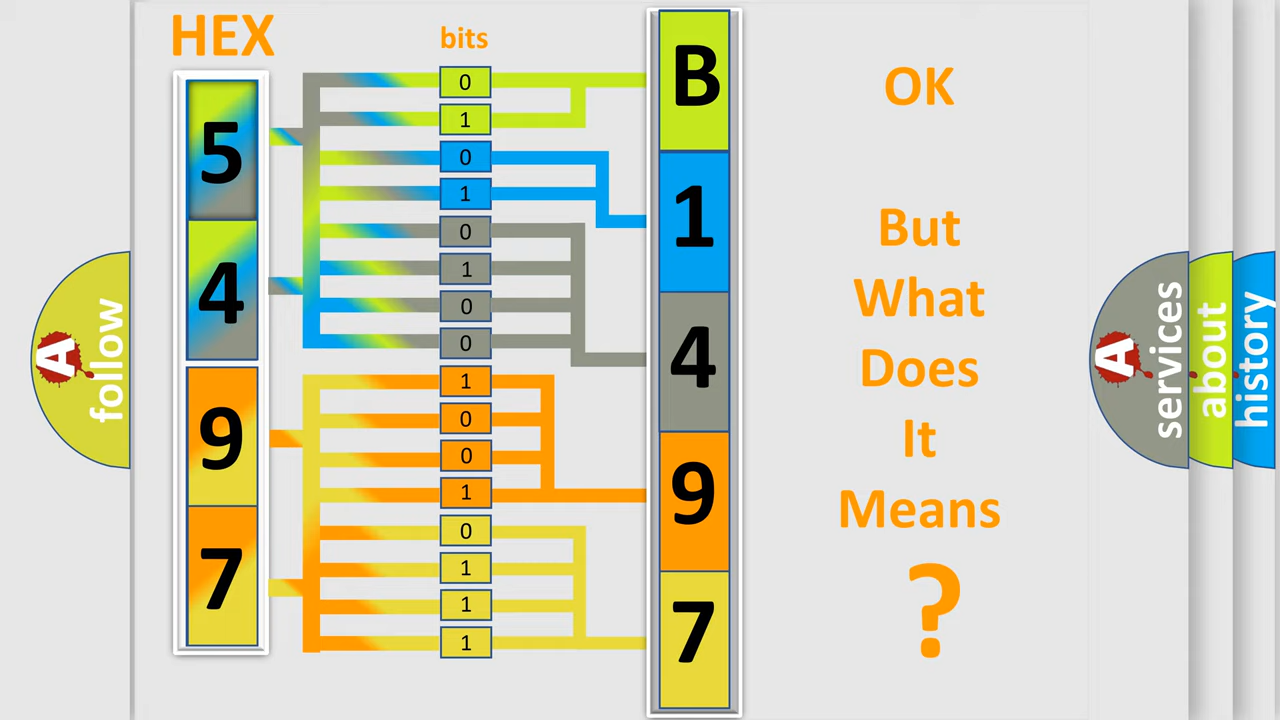 HEX
bits
5
4
9
7
0
1
0
1
0
1
0
0
1
0
0
1
0
1
1
1
B
1
4
9
7
OK
But
What
Does
It
Means
?
A
follow
A
services
about
history